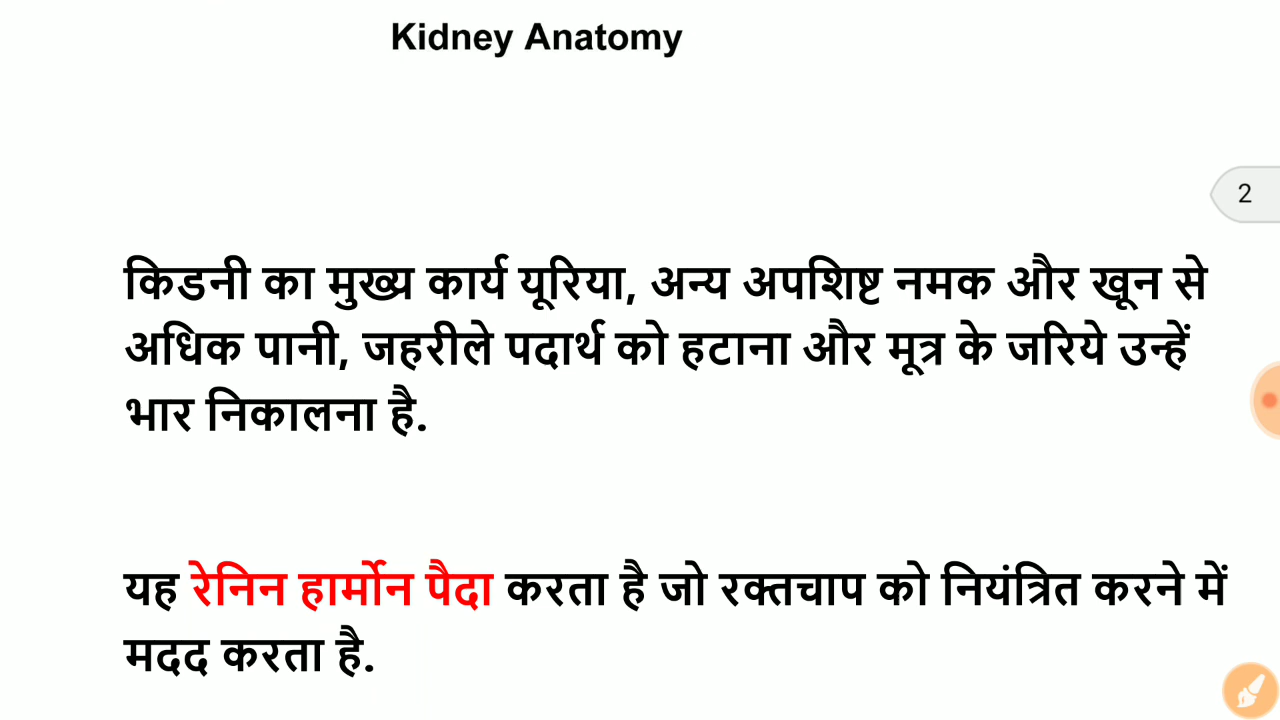 Kidney Anatomy
2
किडनी का मुख्य कार्य यूरिया, अन्य अपशिष्ट नमक और खून से
अधिक पानी, जहरीले पदार्थ को हटाना और मूत्र के जरिये उन्हें
भार निकालना है.
यह रेनिन हार्मोन पैदा करता है जो रक्तचाप को नियंत्रित करने में
मदद करता है.